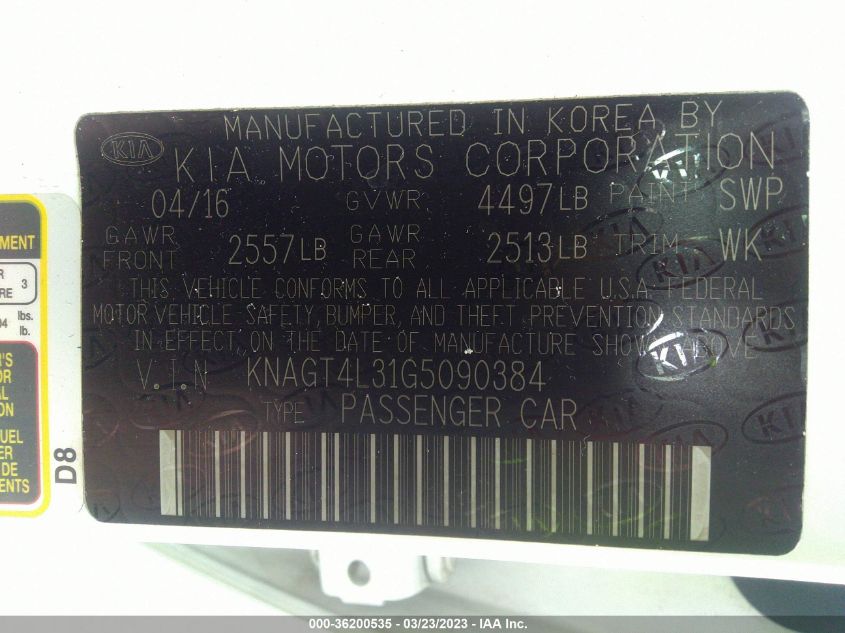 MANUFACTURED IN KOREA BY
KIA KIA MOTORS CORPORATION
04/16 GVWR 4497LB PAINT SWP
GAWR FRONT 2557LB GAWR REAR 2513LB TRIM WK
THIS VEHICLE CONFORMS TO ALL APPLICABLE U.S.A. FEDERAL
MOTOR VEHICLE SAFETY, BUMPER, AND THEFT PREVENTION STANDARDS
IN EFFECT ON THE DATE OF MANUFACTURE SHOWN ABOVE
V.I.N KNAGT4L31G5090384
TYPE PASSENGER CAR
D8
3
lbs.
lb.
000-36200535 - 03/23/2023 - IAA Inc.